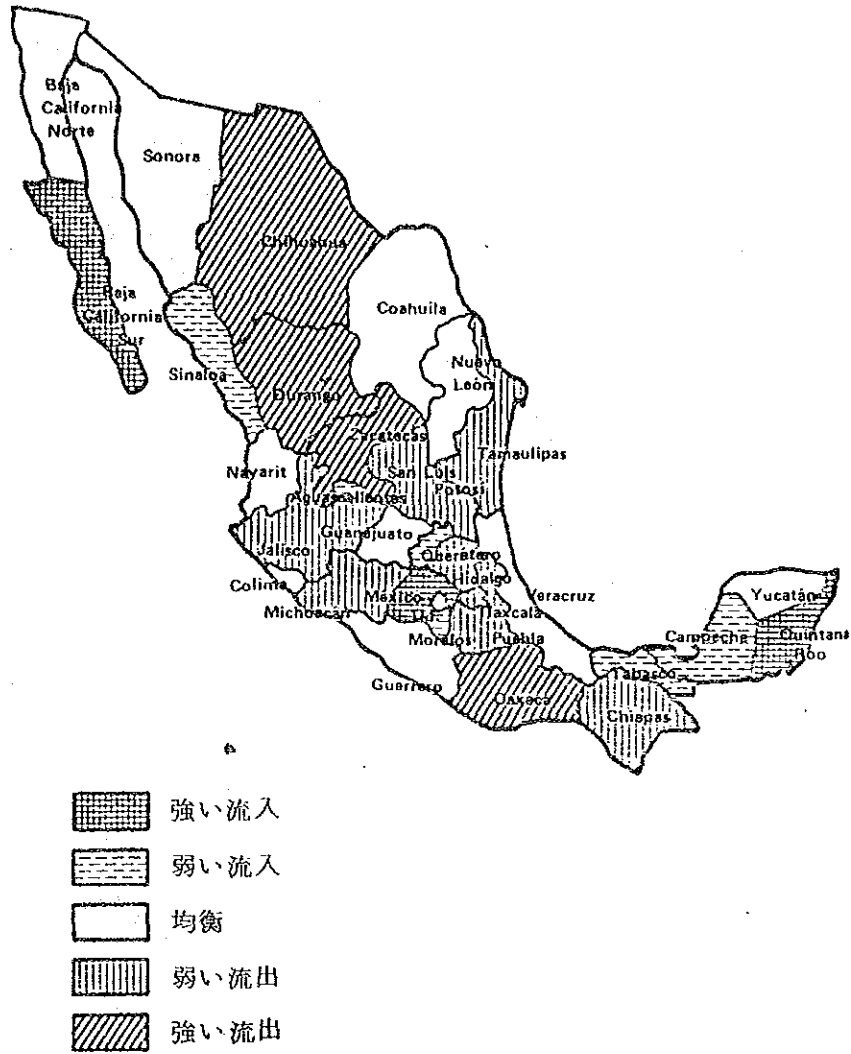 Baja
California
Norte
Sonora
Chihuahua
Coahuila
Baja
California
Sur
Sinaloa
Nuevo
León
Durango
Zacatecas
Tamaulipas
San Luis
Potosí
Nayarit
Aguascalientes
Guanajuato
Querétaro
Jalisco
Hidalgo
Colima
México
Veracruz
Michoacán
Tlaxcala
Morelos
Puebla
Yucatán
Campeche
Quintana
Roo
Guerrero
Tabasco
Oaxaca
Chiapas
強い流入
弱い流入
均衡
弱い流出
強い流出